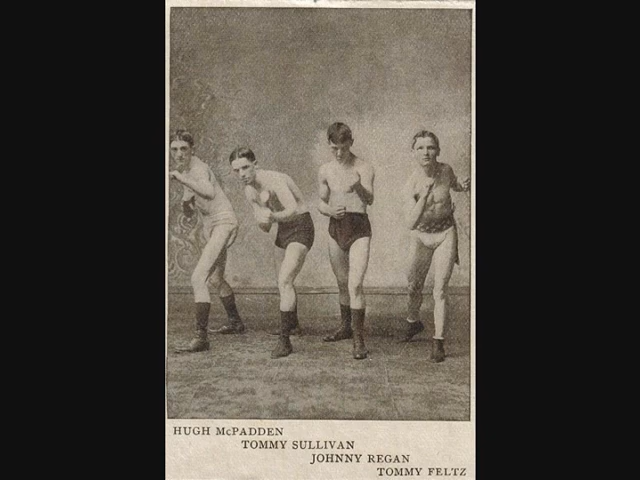 HUGH McPADDEN
TOMMY SULLIVAN
JOHNNY REGAN
TOMMY FELTZ